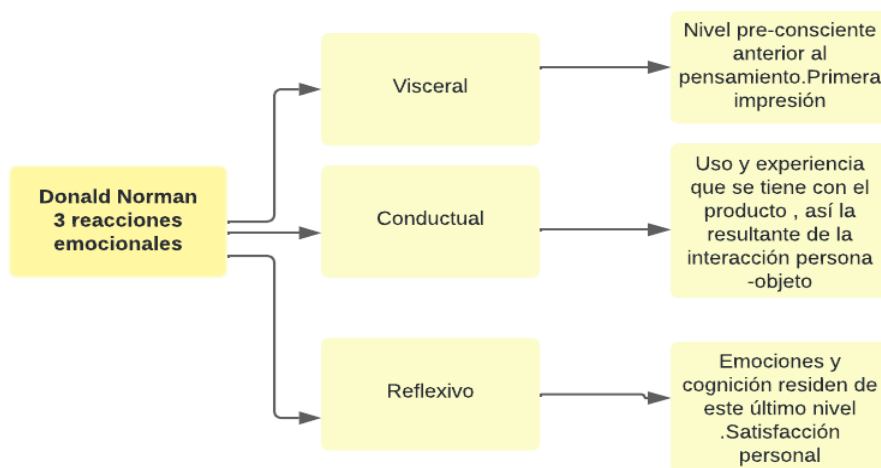 Donald Norman
3 reacciones
emocionales
Visceral
Nivel pre-consciente
anterior al
pensamiento.Primera
impresión
Conductual
Uso y experiencia
que se tiene con el
producto , así la
resultante de la
interacción persona
-objeto
Reflexivo
Emociones y
cognición residen de
este último nivel
.Satisfacción
personal